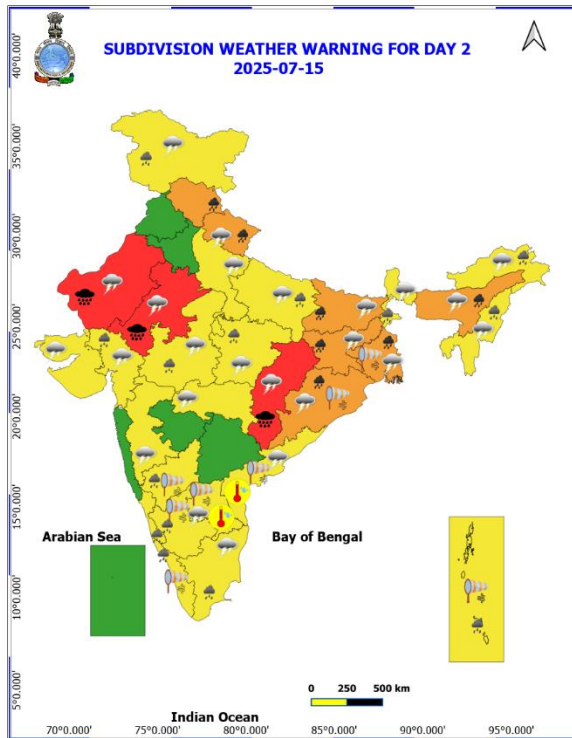 SUBDIVISION WEATHER WARNING FOR DAY 2
2025-07-15
40°0.000'
35°0.000'
30°0.000'
25°0.000'
20°0.000'
15°0.000'
10°0.000'
5°0.000'
Arabian Sea
Bay of Bengal
0 250 500 km
Indian Ocean
70°0.000' 75°0.000' 80°0.000' 85°0.000' 90°0.000' 95°0.000'